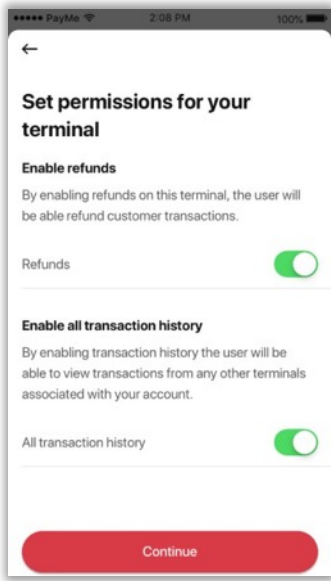 PayMe 2:08 PM 100%
Set permissions for your
terminal
Enable refunds
By enabling refunds on this terminal, the user will
be able refund customer transactions.
Refunds
Enable all transaction history
By enabling transaction history the user will be
able to view transactions from any other terminals
associated with your account.
All transaction history
Continue